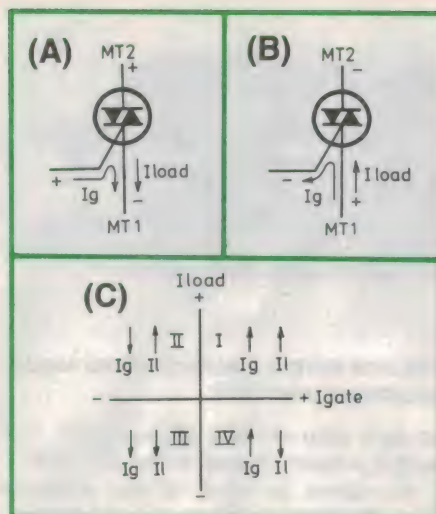 (A)
MT2
+
+
Ig
Iload
-
MT1
(B)
MT2
-
-
Ig
Iload
+
MT1
(C)
Iload
+
II
I
Ig Il
Ig Il
-
+ Igate
III
IV
Ig Il
Ig Il
-